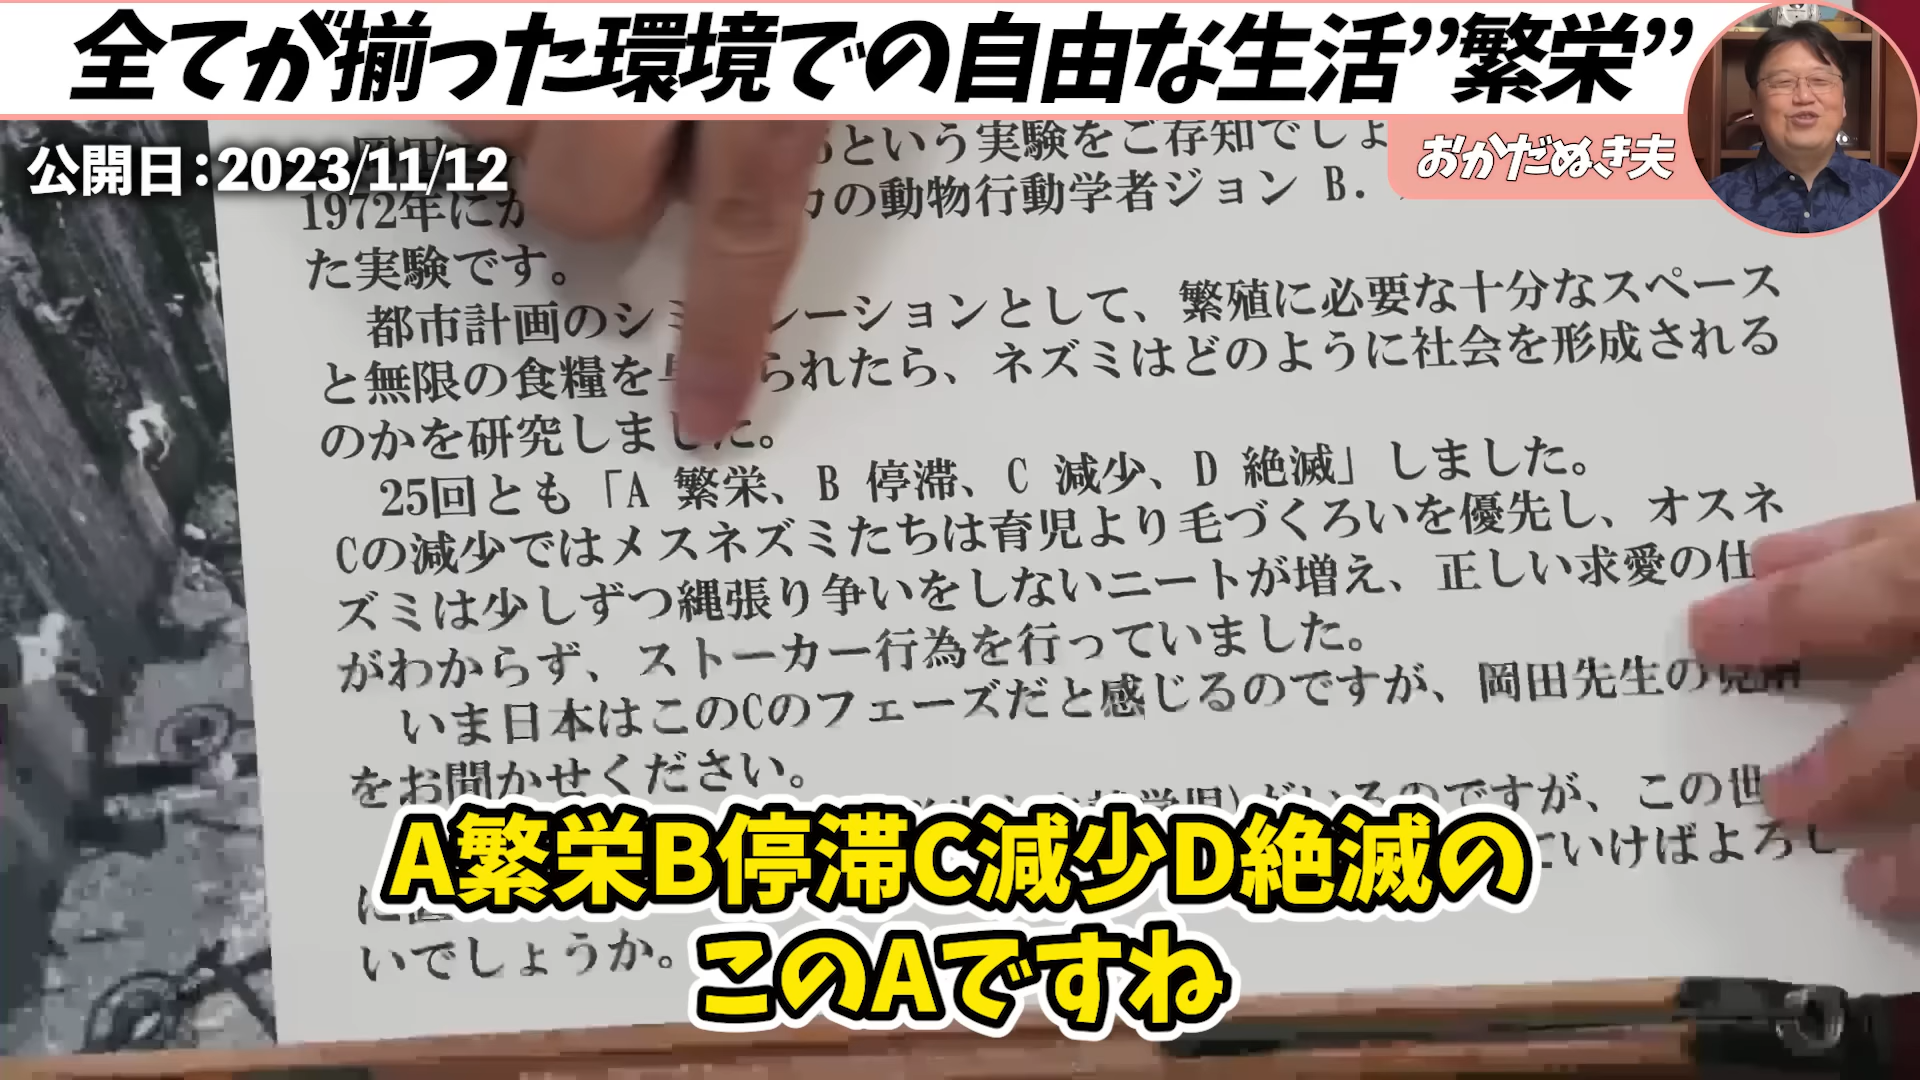 全てが揃った環境での自由な生活”繁栄”
公開日：2023/11/12
おかだぬき夫
という実験をご存知でしょ
1972年に
の動物行動学者ジョン B.
た実験です。
都市計画のシ レーションとして、繁殖に必要な十分なスペース
と無限の食糧を られたら、ネズミはどのように社会を形成される
のかを研究しました。
25回とも「A 繁栄、B 停滞、C 減少、D 絶滅」しました。
Cの減少ではメスネズミたちは育児より毛づくろいを優先し、オスネ
ズミは少しずつ縄張り争いをしないニートが増え、正しい求愛の仕
がわからず、ストーカー行為を行っていました。
いま日本はこのCのフェーズだと感じるのですが、岡田先生の
をお聞かせください。
がいるのですが、この世
ていけばよろし
いでしょうか。
A繁栄B停滞C減少D絶滅の
このAですね